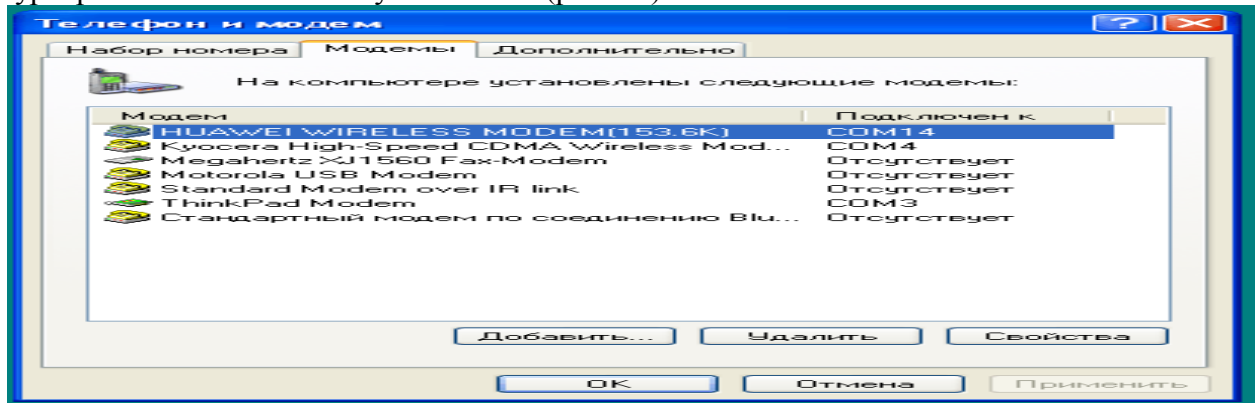 Телефон и модем
Набор номера Модемы Дополнительно
На компьютере установлены следующие модемы:
Модем Подключен к
HUAWEI WIRELESS MODEM(153.6K) COM14
Kyocera High-Speed CDMA Wireless Mod... COM4
Megahertz XJ1560 Fax-Modem Отсутствует
Motorola USB Modem Отсутствует
Standard Modem over IR link Отсутствует
ThinkPad Modem COM3
Стандартный модем по соединению Blu... Отсутствует
Добавить... Удалить Свойства
OK Отмена Применить